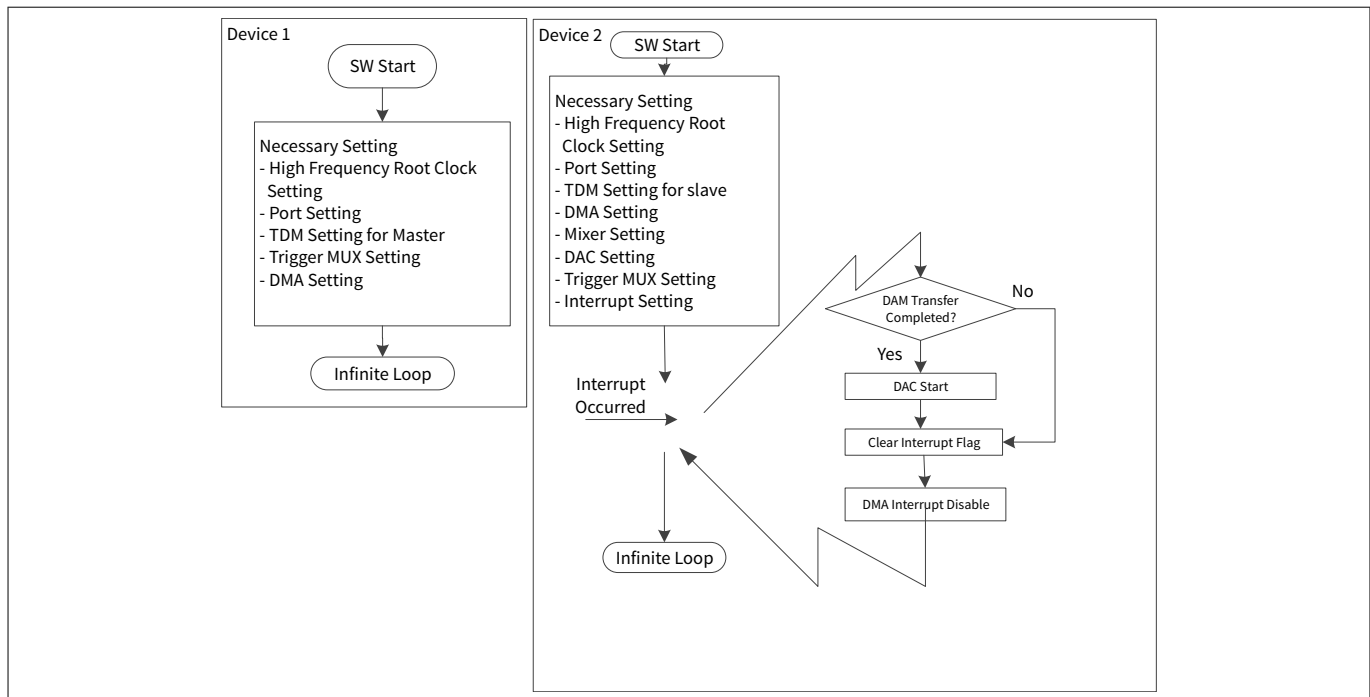 Device 1
SW Start
Necessary Setting
- High Frequency Root Clock
Setting
- Port Setting
- TDM Setting for Master
- Trigger MUX Setting
- DMA Setting
Infinite Loop
Device 2
SW Start
Necessary Setting
- High Frequency Root
Clock Setting
- Port Setting
- TDM Setting for slave
- DMA Setting
- Mixer Setting
- DAC Setting
- Trigger MUX Setting
- Interrupt Setting
Interrupt
Occurred
Infinite Loop
DAM Transfer
Completed?
No
Yes
DAC Start
Clear Interrupt Flag
DMA Interrupt Disable